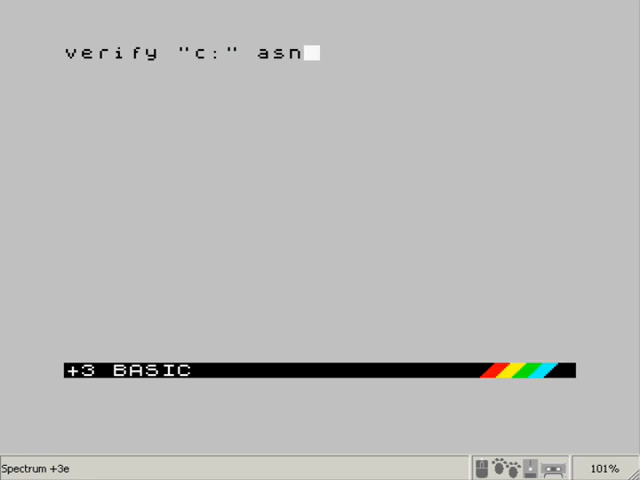 verify "c:" asn
+3 BASIC
Spectrum +3e
101%